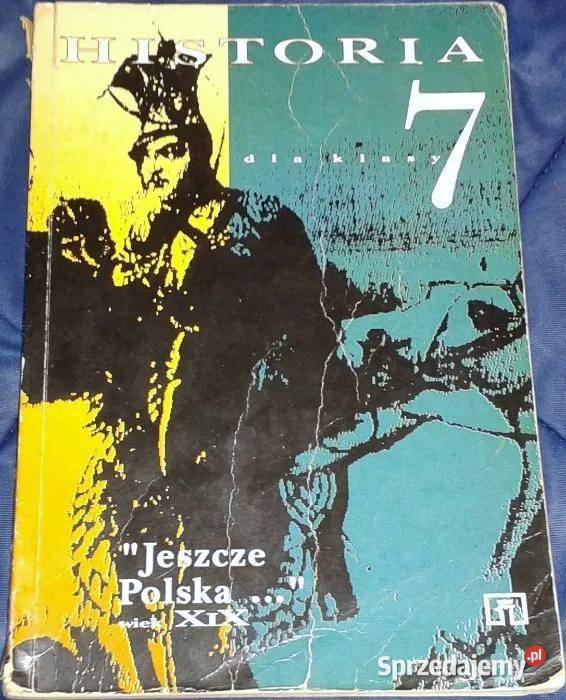 HISTORIA
7
dla klasy
"Jeszcze
Polska ..."
wiek XIX
Sprzedajemy.pl